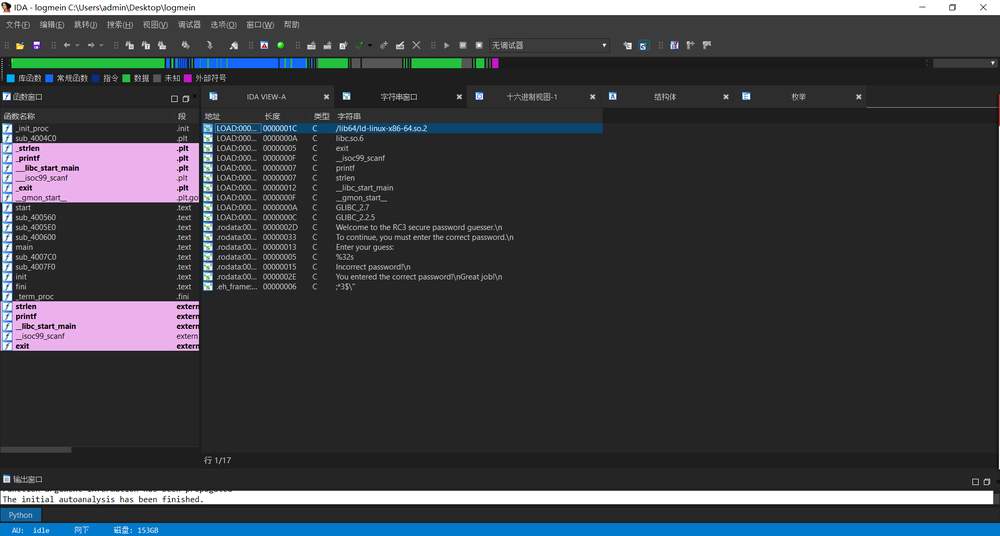 IDA - logmein C:\Users\admin\Desktop\logmein
文件(F) 编辑(E) 跳转(J) 搜索(H) 视图(V) 调试器 选项(O) 窗口(W) 帮助
无调试器
库函数 常规函数 指令 数据 未知 外部符号
函数窗口
IDA VIEW-A 字符串窗口 十六进制视图-1 结构体 枚举
函数名称 段
_init_proc .init
sub_4004C0 .plt
_strlen .plt
_printf .plt
___libc_start_main .plt
___isoc99_scanf .plt
_exit .plt
__gmon_start__ .plt.go
start .text
sub_400560 .text
sub_4005E0 .text
sub_400600 .text
main .text
sub_4007C0 .text
sub_4007F0 .text
init .text
fini .text
_term_proc .fini
strlen extern
printf extern
__libc_start_main extern
__isoc99_scanf extern
exit extern
地址 长度 类型 字符串
LOAD:000... 0000001C C /lib64/ld-linux-x86-64.so.2
LOAD:000... 0000000A C libc.so.6
LOAD:000... 00000005 C exit
LOAD:000... 0000000F C __isoc99_scanf
LOAD:000... 00000007 C printf
LOAD:000... 00000007 C strlen
LOAD:000... 00000012 C __libc_start_main
LOAD:000... 0000000F C __gmon_start__
LOAD:000... 0000000A C GLIBC_2.7
LOAD:000... 0000000C C GLIBC_2.2.5
.rodata:00... 0000002D C Welcome to the RC3 secure password guesser.\n
.rodata:00... 00000033 C To continue, you must enter the correct password.\n
.rodata:00... 00000013 C Enter your guess:
.rodata:00... 00000005 C %32s
.rodata:00... 00000015 C Incorrect password!\n
.rodata:00... 0000002E C You entered the correct password!\nGreat job!\n
.eh_frame:... 00000006 C ;*3$\"
行 1/17
输出窗口
The initial autoanalysis has been finished.
Python
AU: idle 向下 磁盘: 153GB